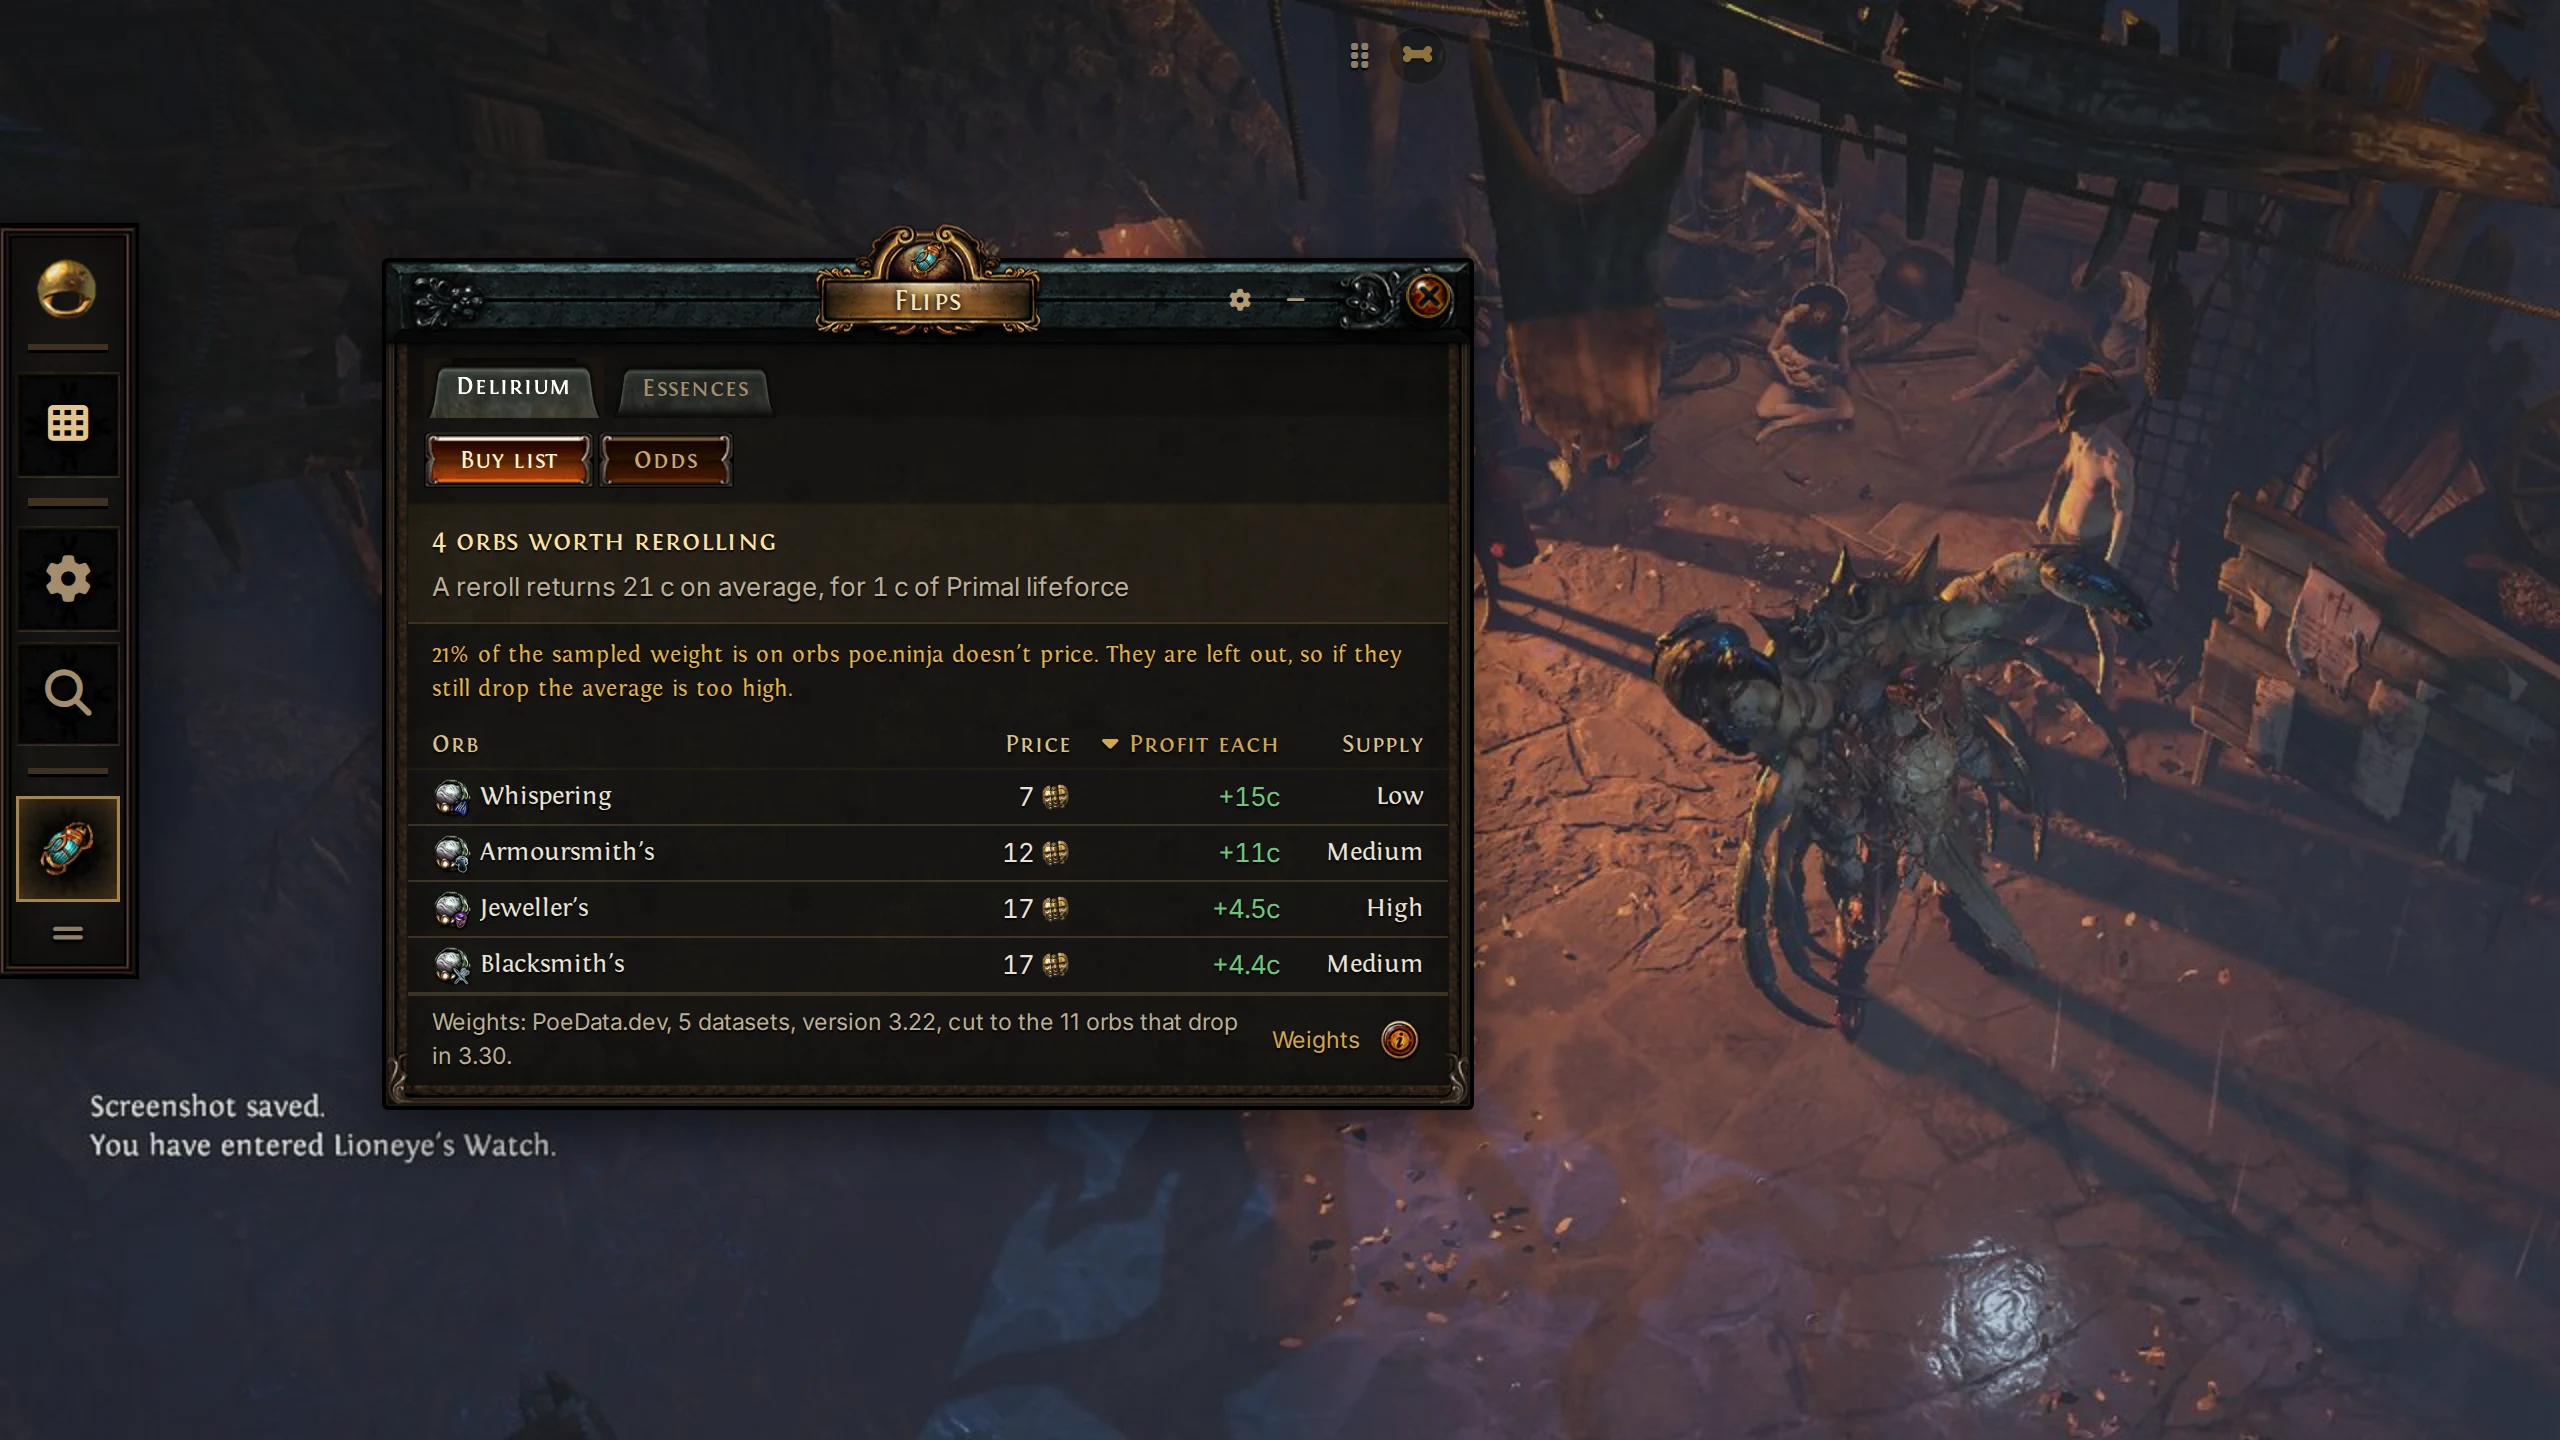 Flips
Delirium
Essences
Buy list
Odds
4 orbs worth rerolling
A reroll returns 21 c on average, for 1 c of Primal lifeforce
21% of the sampled weight is on orbs poe.ninja doesn't price. They are left out, so if they
still drop the average is too high.
Orb Price Profit each Supply
Whispering 7 +15c Low
Armoursmith's 12 +11c Medium
Jeweller's 17 +4.5c High
Blacksmith's 17 +4.4c Medium
Weights: PoeData.dev, 5 datasets, version 3.22, cut to the 11 orbs that drop
in 3.30.
Weights
Screenshot saved.
You have entered Lioneye's Watch.